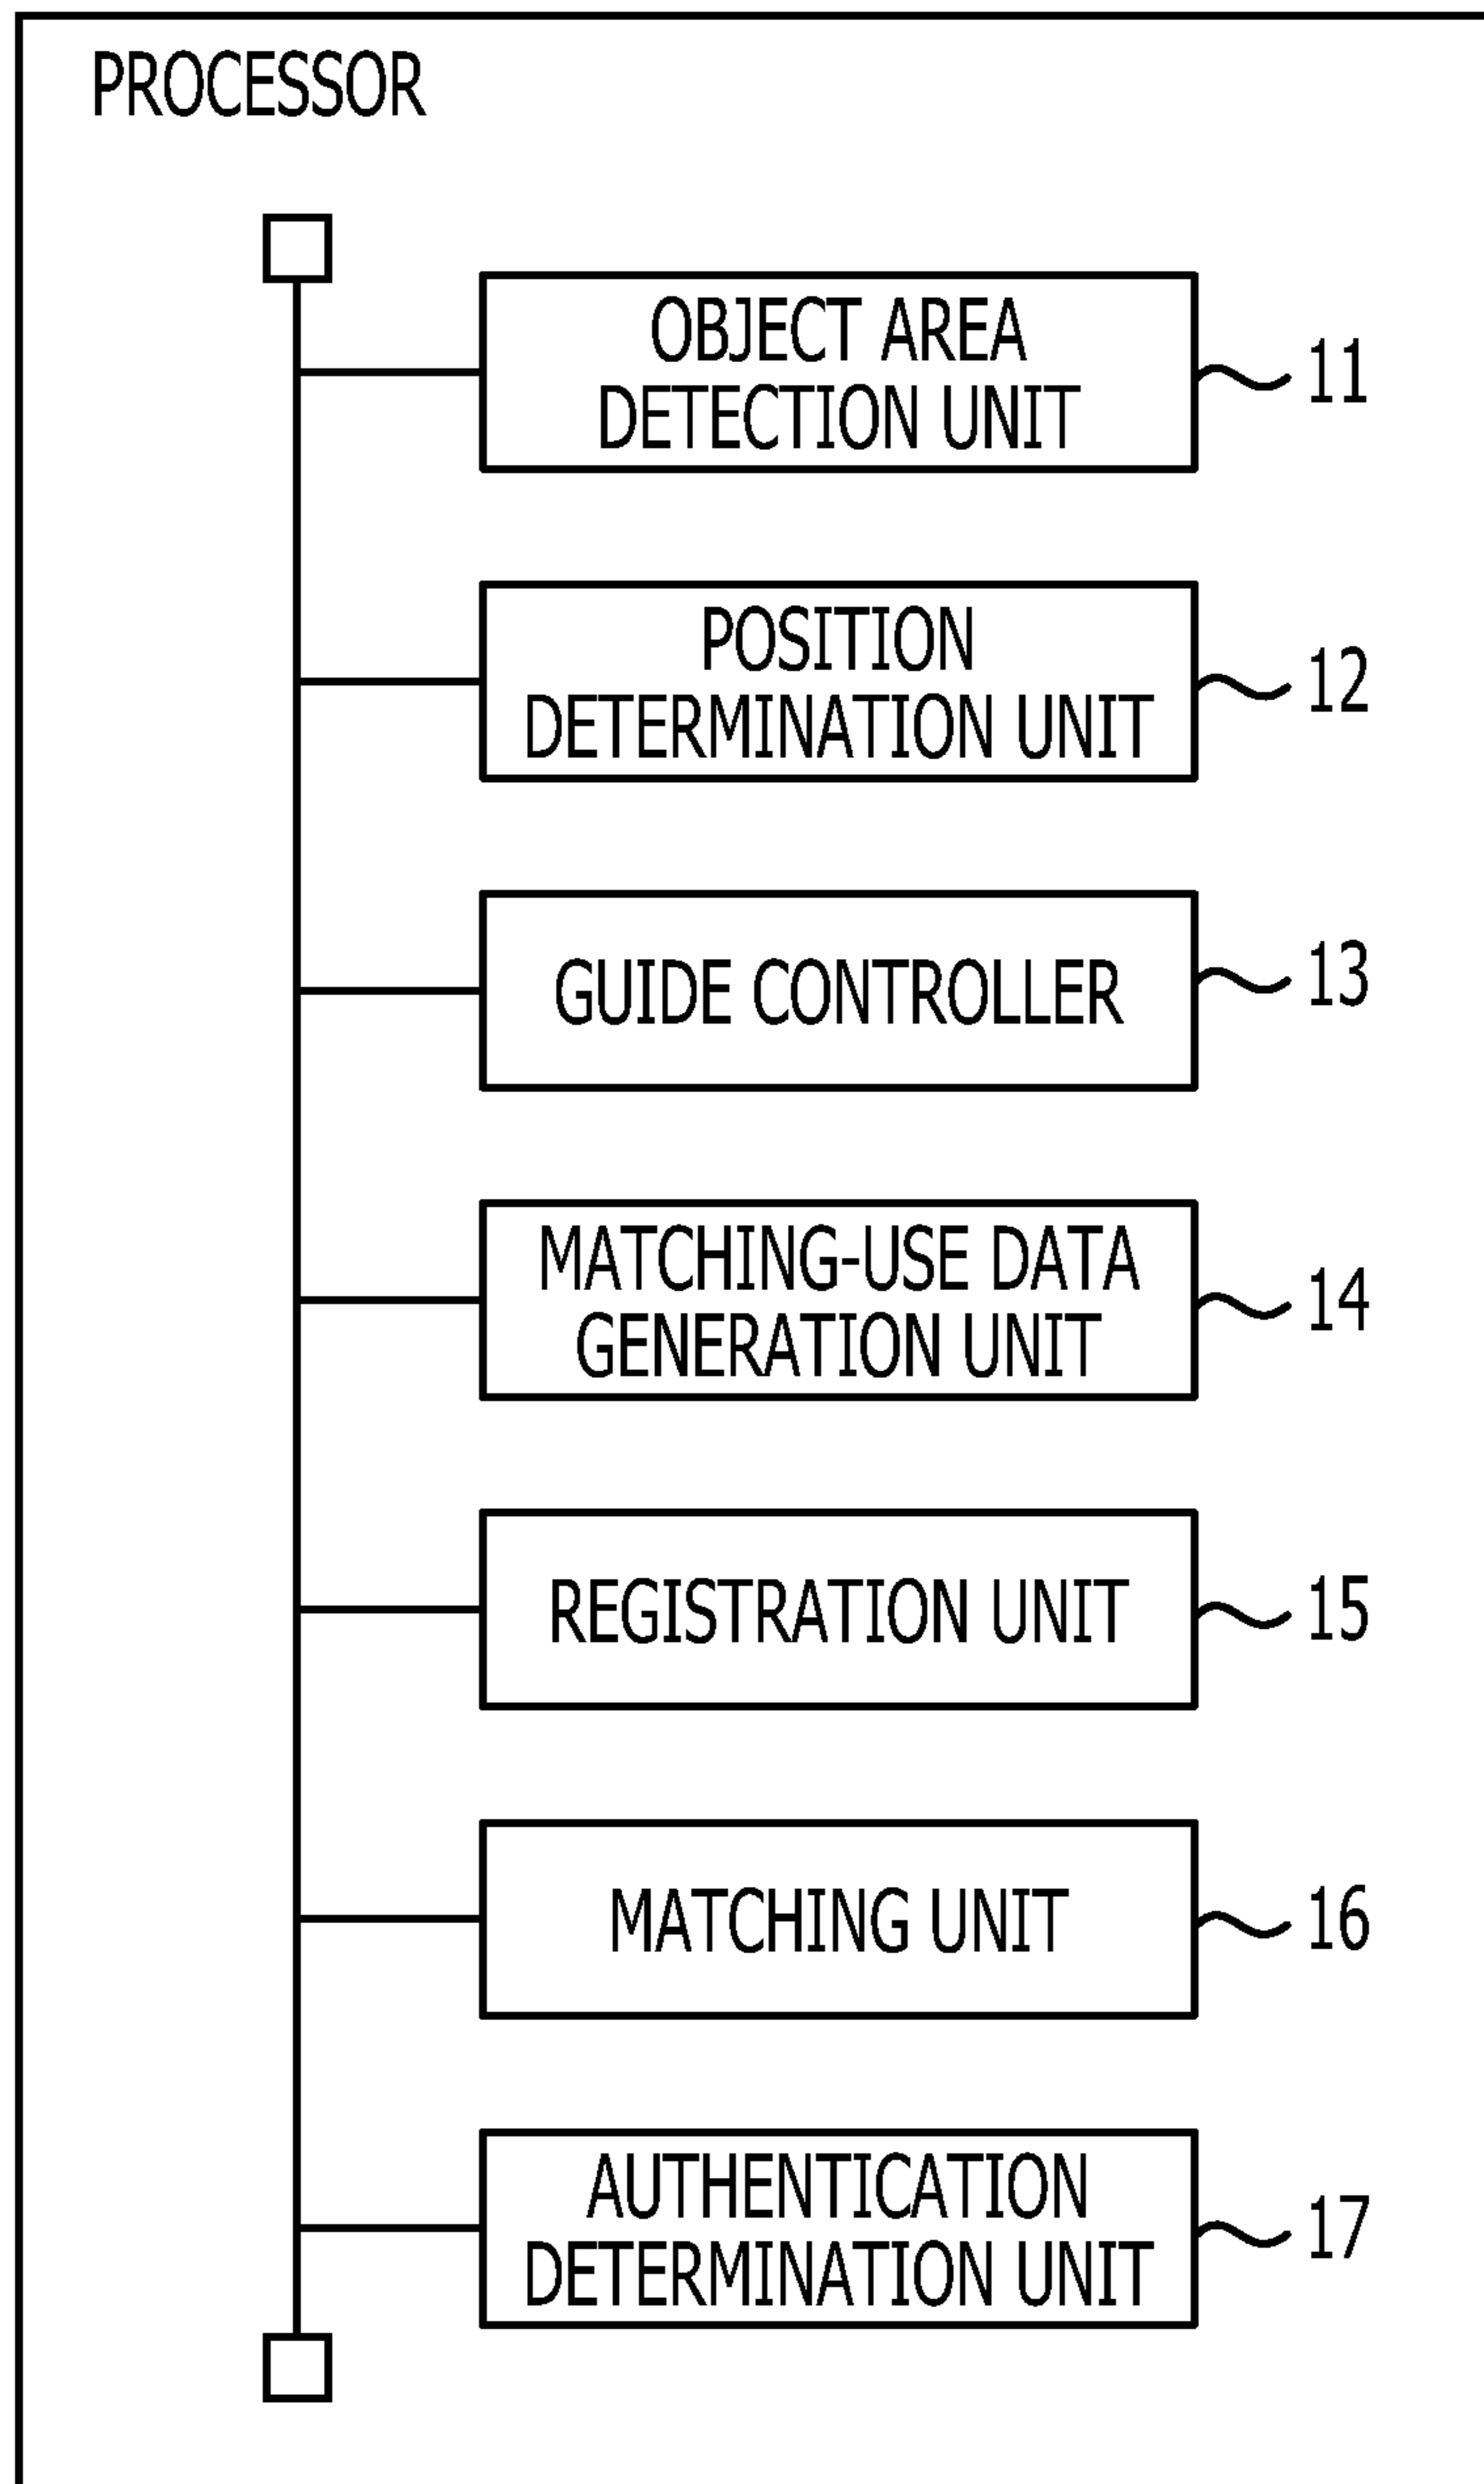 PROCESSOR
OBJECT AREA
DETECTION UNIT
11
POSITION
DETERMINATION UNIT
12
GUIDE CONTROLLER
13
MATCHING-USE DATA
GENERATION UNIT
14
REGISTRATION UNIT
15
MATCHING UNIT
16
AUTHENTICATION
DETERMINATION UNIT
17